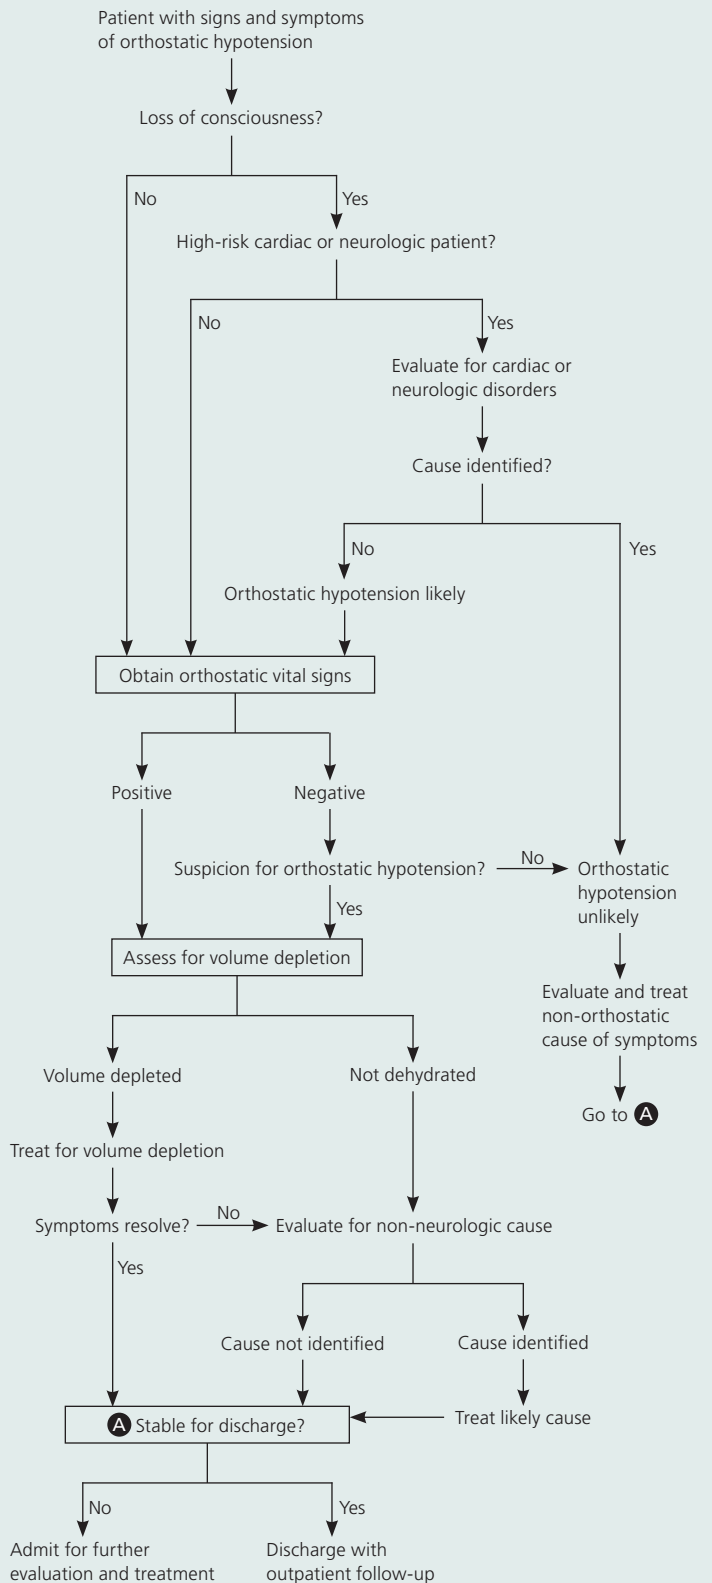 Patient with signs and symptoms
of orthostatic hypotension
Loss of consciousness?
No
Yes
High-risk cardiac or neurologic patient?
No
Yes
Evaluate for cardiac or
neurologic disorders
Cause identified?
No
Yes
Orthostatic hypotension likely
Obtain orthostatic vital signs
Positive
Negative
Suspicion for orthostatic hypotension?
No
Orthostatic
hypotension
unlikely
Yes
Assess for volume depletion
Evaluate and treat
non-orthostatic
cause of symptoms
Volume depleted
Not dehydrated
Go to A
Treat for volume depletion
Symptoms resolve?
No
Evaluate for non-neurologic cause
Yes
Cause not identified
Cause identified
A Stable for discharge?
Treat likely cause
No
Yes
Admit for further
evaluation and treatment
Discharge with
outpatient follow-up